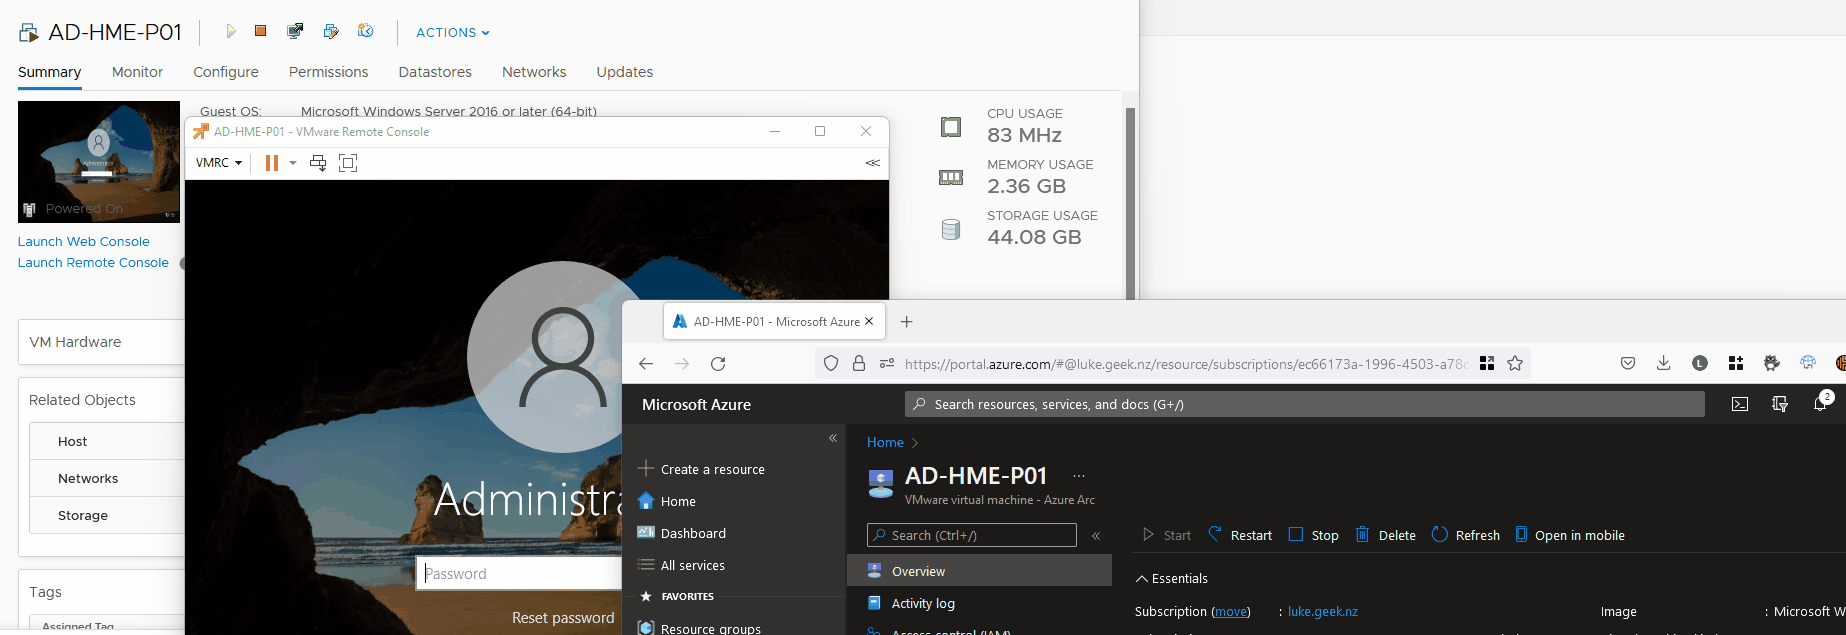 AD-HME-P01
ACTIONS
Summary Monitor Configure Permissions Datastores Networks Updates
Guest OS: Microsoft Windows Server 2016 or later (64-bit)
Administrator
Powered On
Launch Web Console
Launch Remote Console
VM Hardware
Related Objects
Host
Networks
Storage
Tags
Assigned Tag
CPU USAGE
83 MHz
MEMORY USAGE
2.36 GB
STORAGE USAGE
44.08 GB
AD-HME-P01 - VMware Remote Console
VMRC
Administra
Password
Reset password
AD-HME-P01 - Microsoft Azure
https://portal.azure.com/#@luke.geek.nz/resource/subscriptions/ec66173a-1996-4503-a78c
L
Microsoft Azure
Search resources, services, and docs (G+/)
2
Create a resource
Home
Dashboard
All services
FAVORITES
Resource groups
Home
AD-HME-P01 ...
VMware virtual machine - Azure Arc
Search (Ctrl+/)
Overview
Activity log
Access control (IAM)
Start Restart Stop Delete Refresh Open in mobile
Essentials
Subscription (move) : luke.geek.nz
Image : Microsoft W